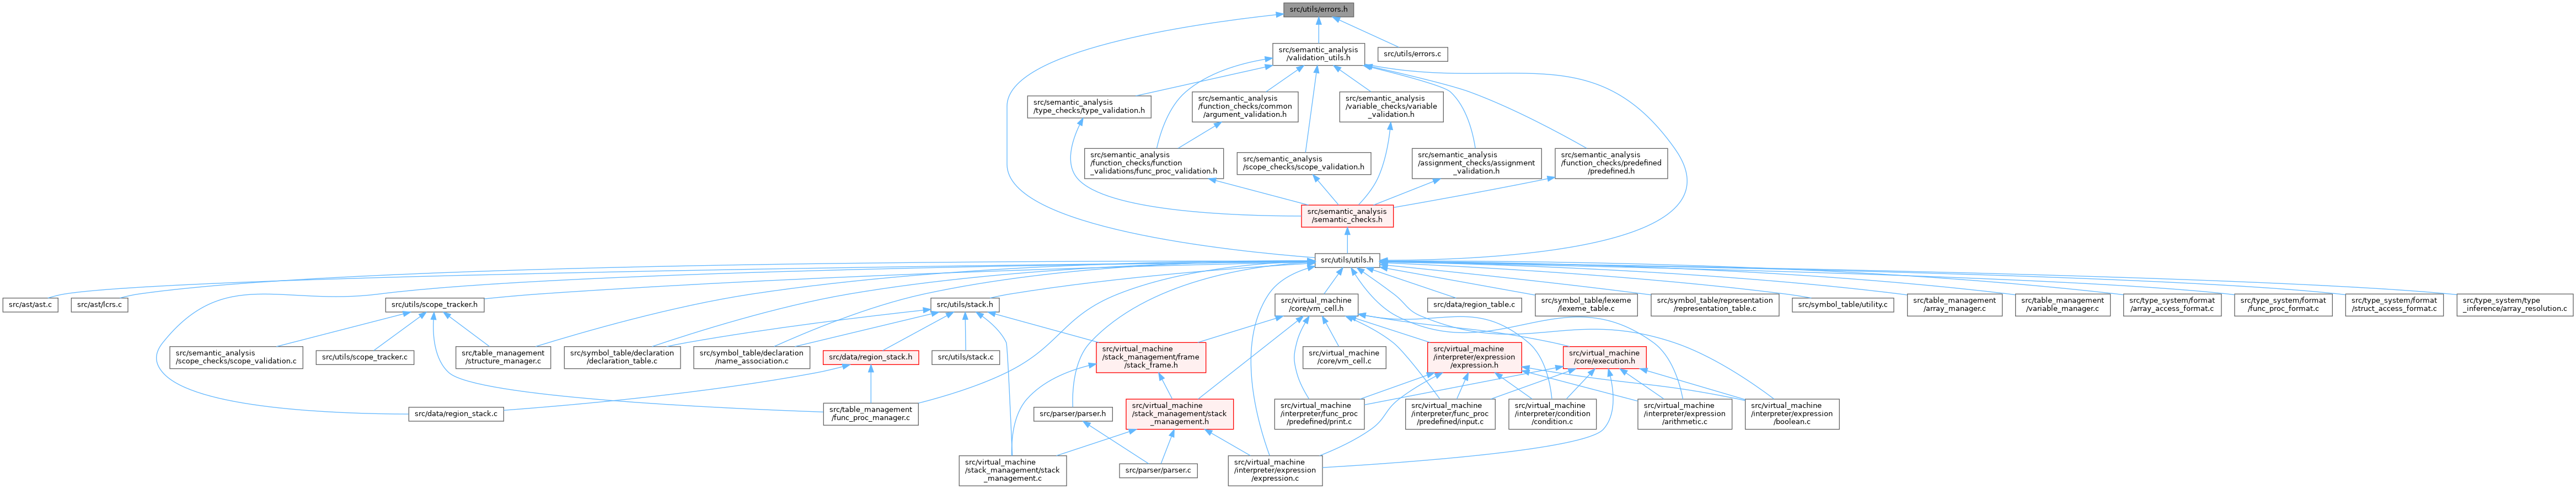 src/utils/errors.h
src/semantic_analysis
/validation_utils.h
src/utils/errors.c
src/semantic_analysis
/type_checks/type_validation.h
src/semantic_analysis
/function_checks/common
/argument_validation.h
src/semantic_analysis
/variable_checks/variable
_validation.h
src/semantic_analysis
/function_checks/function
_validations/func_proc_validation.h
src/semantic_analysis
/scope_checks/scope_validation.h
src/semantic_analysis
/assignment_checks/assignment
_validation.h
src/semantic_analysis
/function_checks/predefined
/predefined.h
src/semantic_analysis
/semantic_checks.h
src/utils/utils.h
src/ast/ast.c
src/ast/lcrs.c
src/utils/scope_tracker.h
src/utils/stack.h
src/virtual_machine
/core/vm_cell.h
src/data/region_table.c
src/symbol_table/lexeme
_table.c
src/symbol_table/representation
_table.c
src/symbol_table/utility.c
src/table_management
/array_manager.c
src/table_management
/variable_manager.c
src/type_system/format
/array_access_format.c
src/type_system/format
/func_proc_format.c
src/type_system/format
/struct_access_format.c
src/type_system/type
_inference/array_resolution.c
src/semantic_analysis
/scope_checks/scope_validation.c
src/utils/scope_tracker.c
src/table_management
/structure_manager.c
src/symbol_table/declaration
/declaration_table.c
src/symbol_table/declaration
/name_association.c
src/data/region_stack.h
src/utils/stack.c
src/virtual_machine
/stack_management/frame
/stack_frame.h
src/virtual_machine
/core/vm_cell.c
src/virtual_machine
/interpreter/expression
/expression.h
src/virtual_machine
/core/execution.h
src/data/region_stack.c
src/table_management
/func_proc_manager.c
src/parser/parser.h
src/virtual_machine
/stack_management/stack
_management.h
src/virtual_machine
/interpreter/func_proc
/predefined/print.c
src/virtual_machine
/interpreter/func_proc
/predefined/input.c
src/virtual_machine
/interpreter/condition
/condition.c
src/virtual_machine
/interpreter/expression
/arithmetic.c
src/virtual_machine
/interpreter/expression
/boolean.c
src/virtual_machine
/stack_management/stack
_management.c
src/parser/parser.c
src/virtual_machine
/interpreter/expression
/expression.c